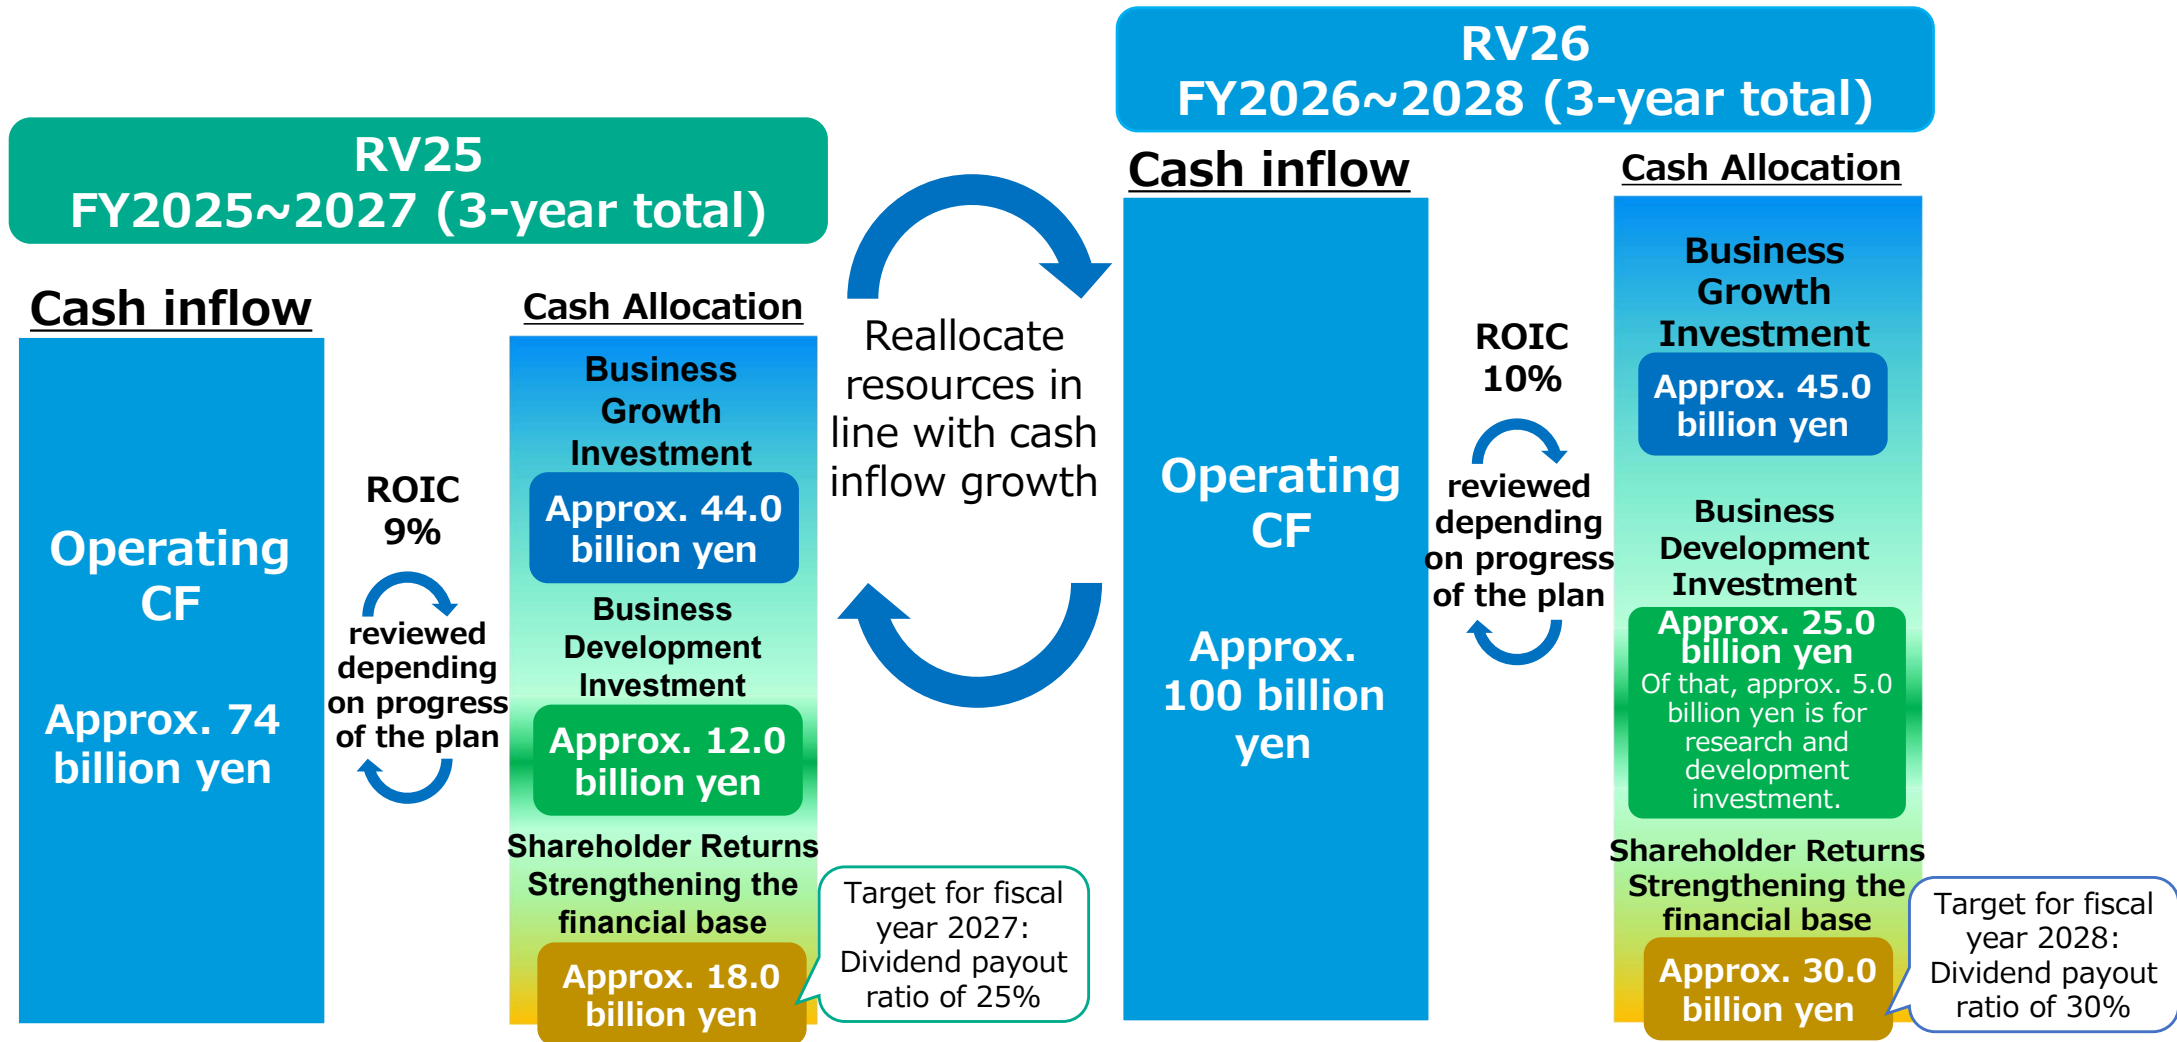 RV25
FY2025~2027 (3-year total)
Cash inflow
Operating
CF
Approx. 74
billion yen
ROIC
9%
reviewed
depending
on progress
of the plan
Cash Allocation
Business
Growth
Investment
Approx. 44.0
billion yen
Business
Development
Investment
Approx. 12.0
billion yen
Shareholder Returns
Strengthening the
financial base
Approx. 18.0
billion yen
Target for fiscal
year 2027:
Dividend payout
ratio of 25%
Reallocate
resources in
line with cash
inflow growth
RV26
FY2026~2028 (3-year total)
Cash inflow
Operating
CF
Approx.
100 billion
yen
ROIC
10%
reviewed
depending
on progress
of the plan
Cash Allocation
Business
Growth
Investment
Approx. 45.0
billion yen
Business
Development
Investment
Approx. 25.0
billion yen
Of that, approx. 5.0
billion yen is for
research and
development
investment.
Shareholder Returns
Strengthening the
financial base
Approx. 30.0
billion yen
Target for fiscal
year 2028:
Dividend payout
ratio of 30%